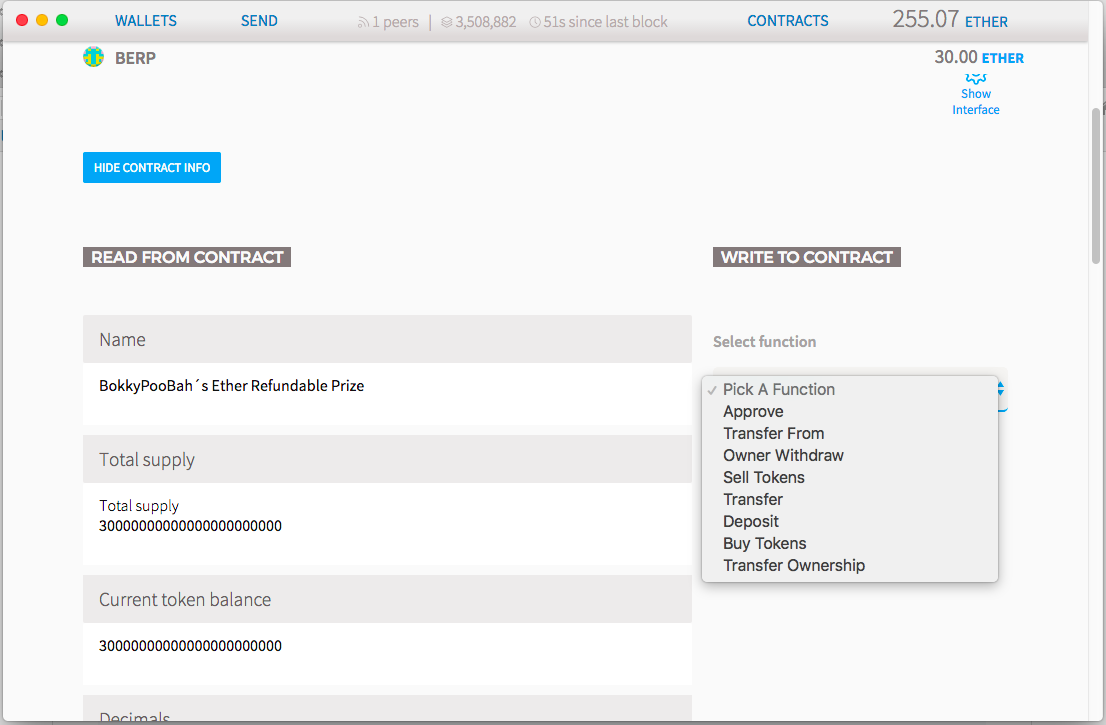 WALLETS SEND 1 peers | 3,508,882 51s since last block CONTRACTS 255.07 ETHER
BERP 30.00 ETHER
Show
Interface
HIDE CONTRACT INFO
READ FROM CONTRACT
Name
BokkyPooBah´s Ether Refundable Prize
Total supply
Total supply
30000000000000000000000
Current token balance
30000000000000000000000
Decimals
WRITE TO CONTRACT
Select function
✓ Pick A Function
Approve
Transfer From
Owner Withdraw
Sell Tokens
Transfer
Deposit
Buy Tokens
Transfer Ownership